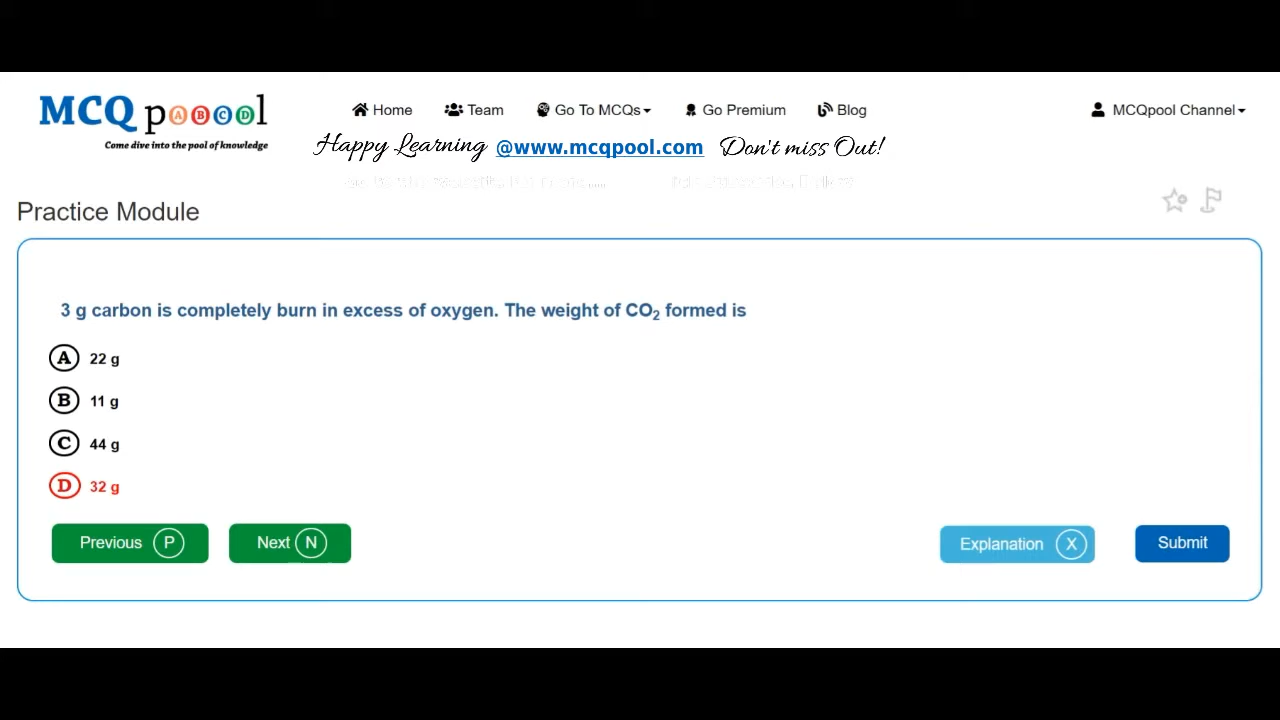 MCQ poool
A B C D
Come dive into the pool of knowledge
Home Team Go To MCQs Go Premium Blog MCQpool Channel
Happy Learning @www.mcqpool.com Don't miss Out!
Practice Module
3 g carbon is completely burn in excess of oxygen. The weight of CO₂ formed is
A 22 g
B 11 g
C 44 g
D 32 g
Previous P Next N Explanation X Submit